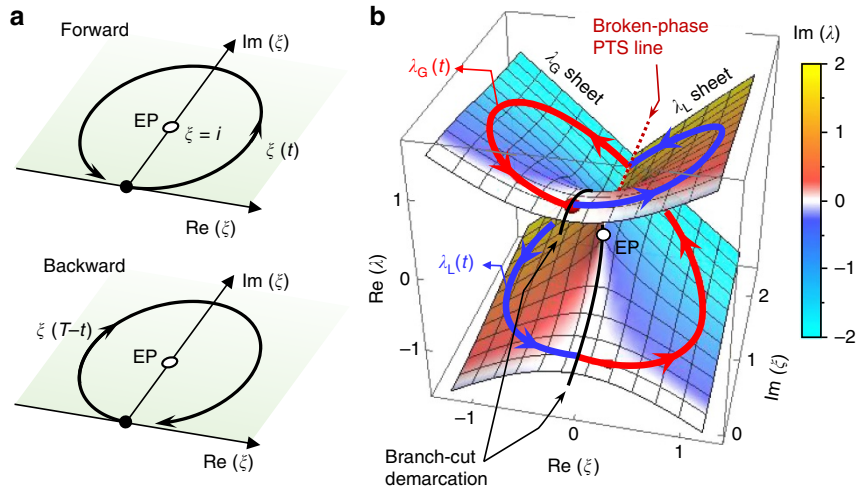 a
Forward
Im (ξ)
EP
ξ = i
ξ (t)
Re (ξ)
Backward
Im (ξ)
ξ (T–t)
EP
Re (ξ)
b
Broken-phase
PTS line
Im (λ)
λG (t)
λG sheet
λL sheet
2
1
0
−1
−2
Re (λ)
1
0
−1
λL(t)
EP
2
1
0
Im (ξ)
−1
0
1
Re (ξ)
Branch-cut
demarcation